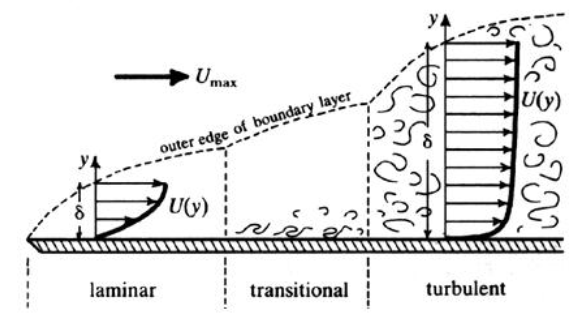 y
U(y)
δ
U_max
outer edge of boundary layer
y
U(y)
δ
laminar
transitional
turbulent